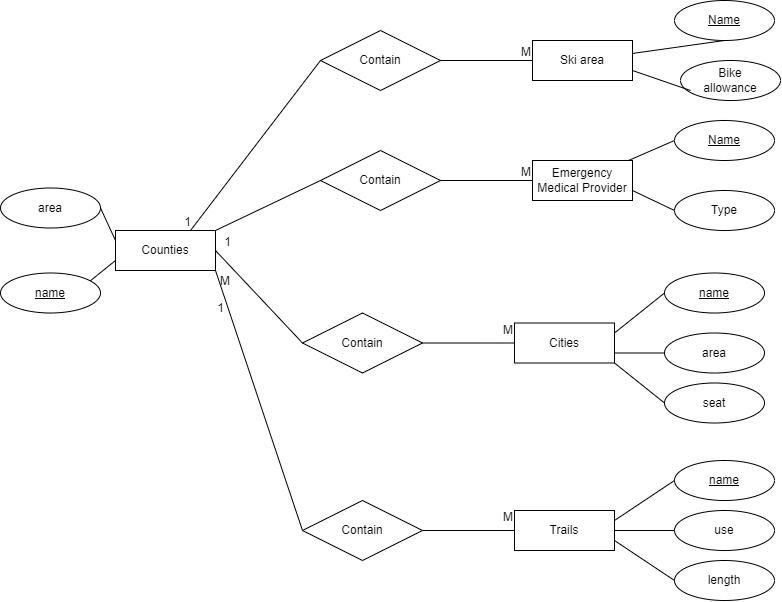 Name
Contain
M
Ski area
Bike
allowance
Name
Contain
M
Emergency
Medical Provider
Type
area
1
1
Counties
name
M
1
name
Contain
M
Cities
area
seat
name
Contain
M
Trails
use
length